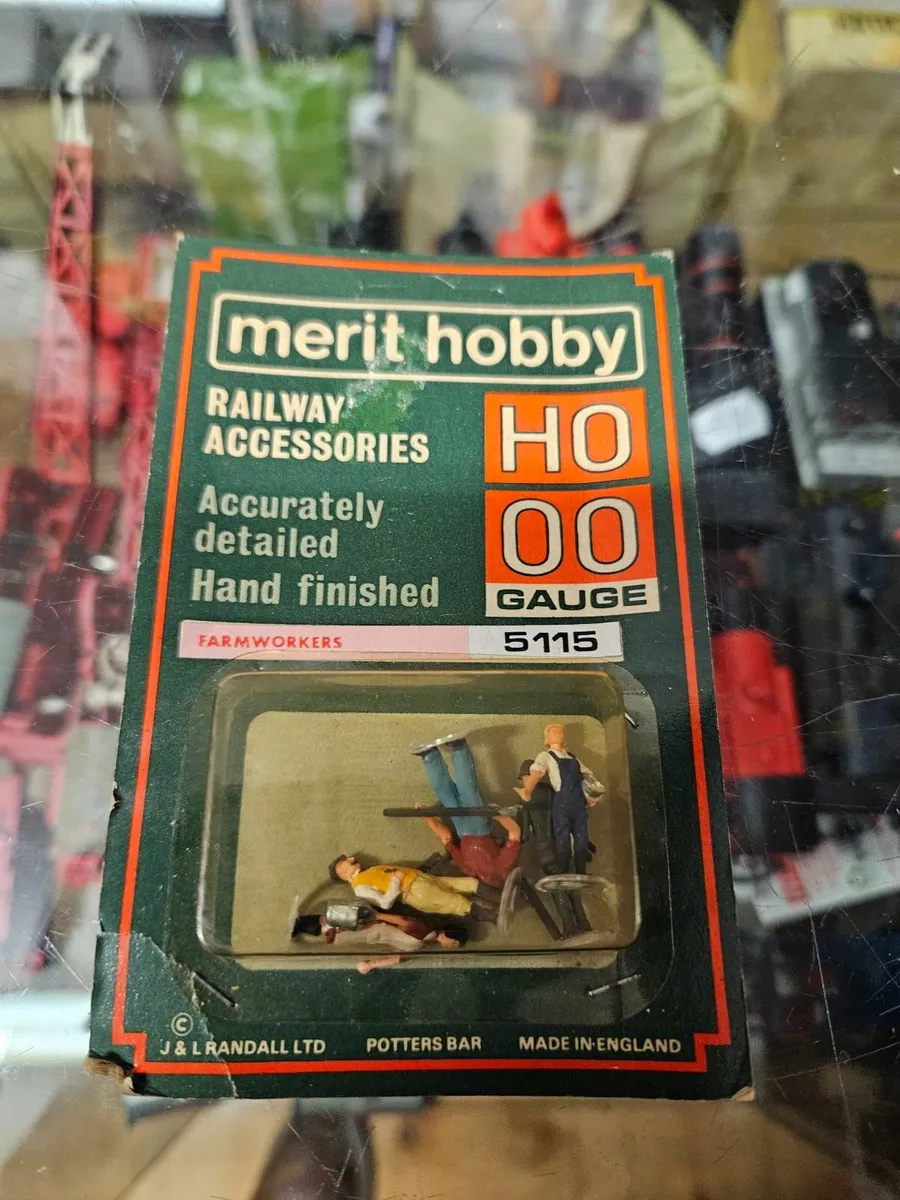 merit hobby
RAILWAY
ACCESSORIES
HO
OO
GAUGE
Accurately
detailed
Hand finished
FARMWORKERS 5115
©
J & L RANDALL LTD POTTERS BAR MADE IN ENGLAND